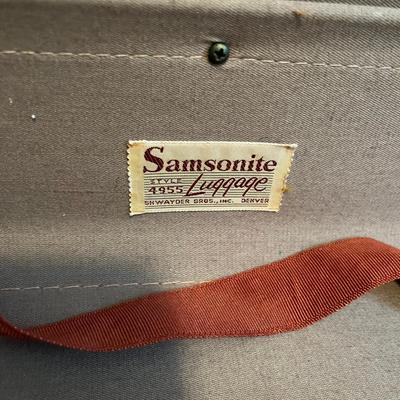 Samsonite
STYLE
4955 Luggage
SHWAYDER BROS., INC. DENVER